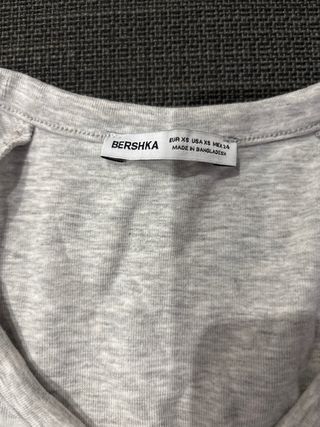 BERSHKA
EUR XS USA XS MEX 24
MADE IN BANGLADESH